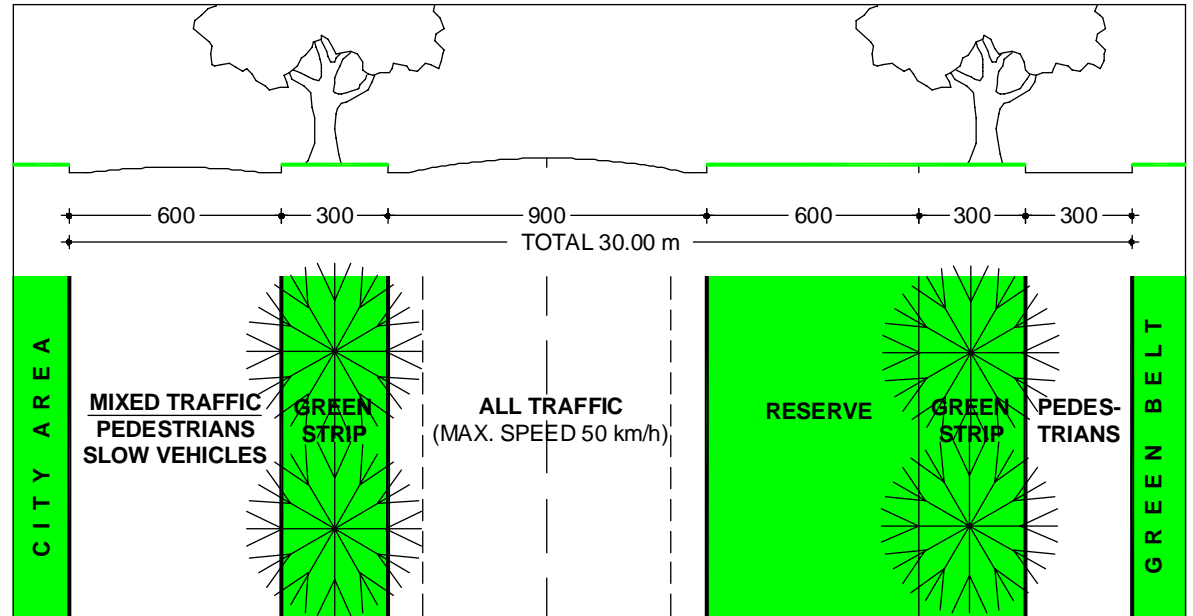 600 300 900 600 300 300
TOTAL 30.00 m
CITY AREA
MIXED TRAFFIC
PEDESTRIANS
SLOW VEHICLES
GREEN
STRIP
ALL TRAFFIC
(MAX. SPEED 50 km/h)
RESERVE
GREEN
STRIP
PEDES-
TRIANS
GREEN BELT